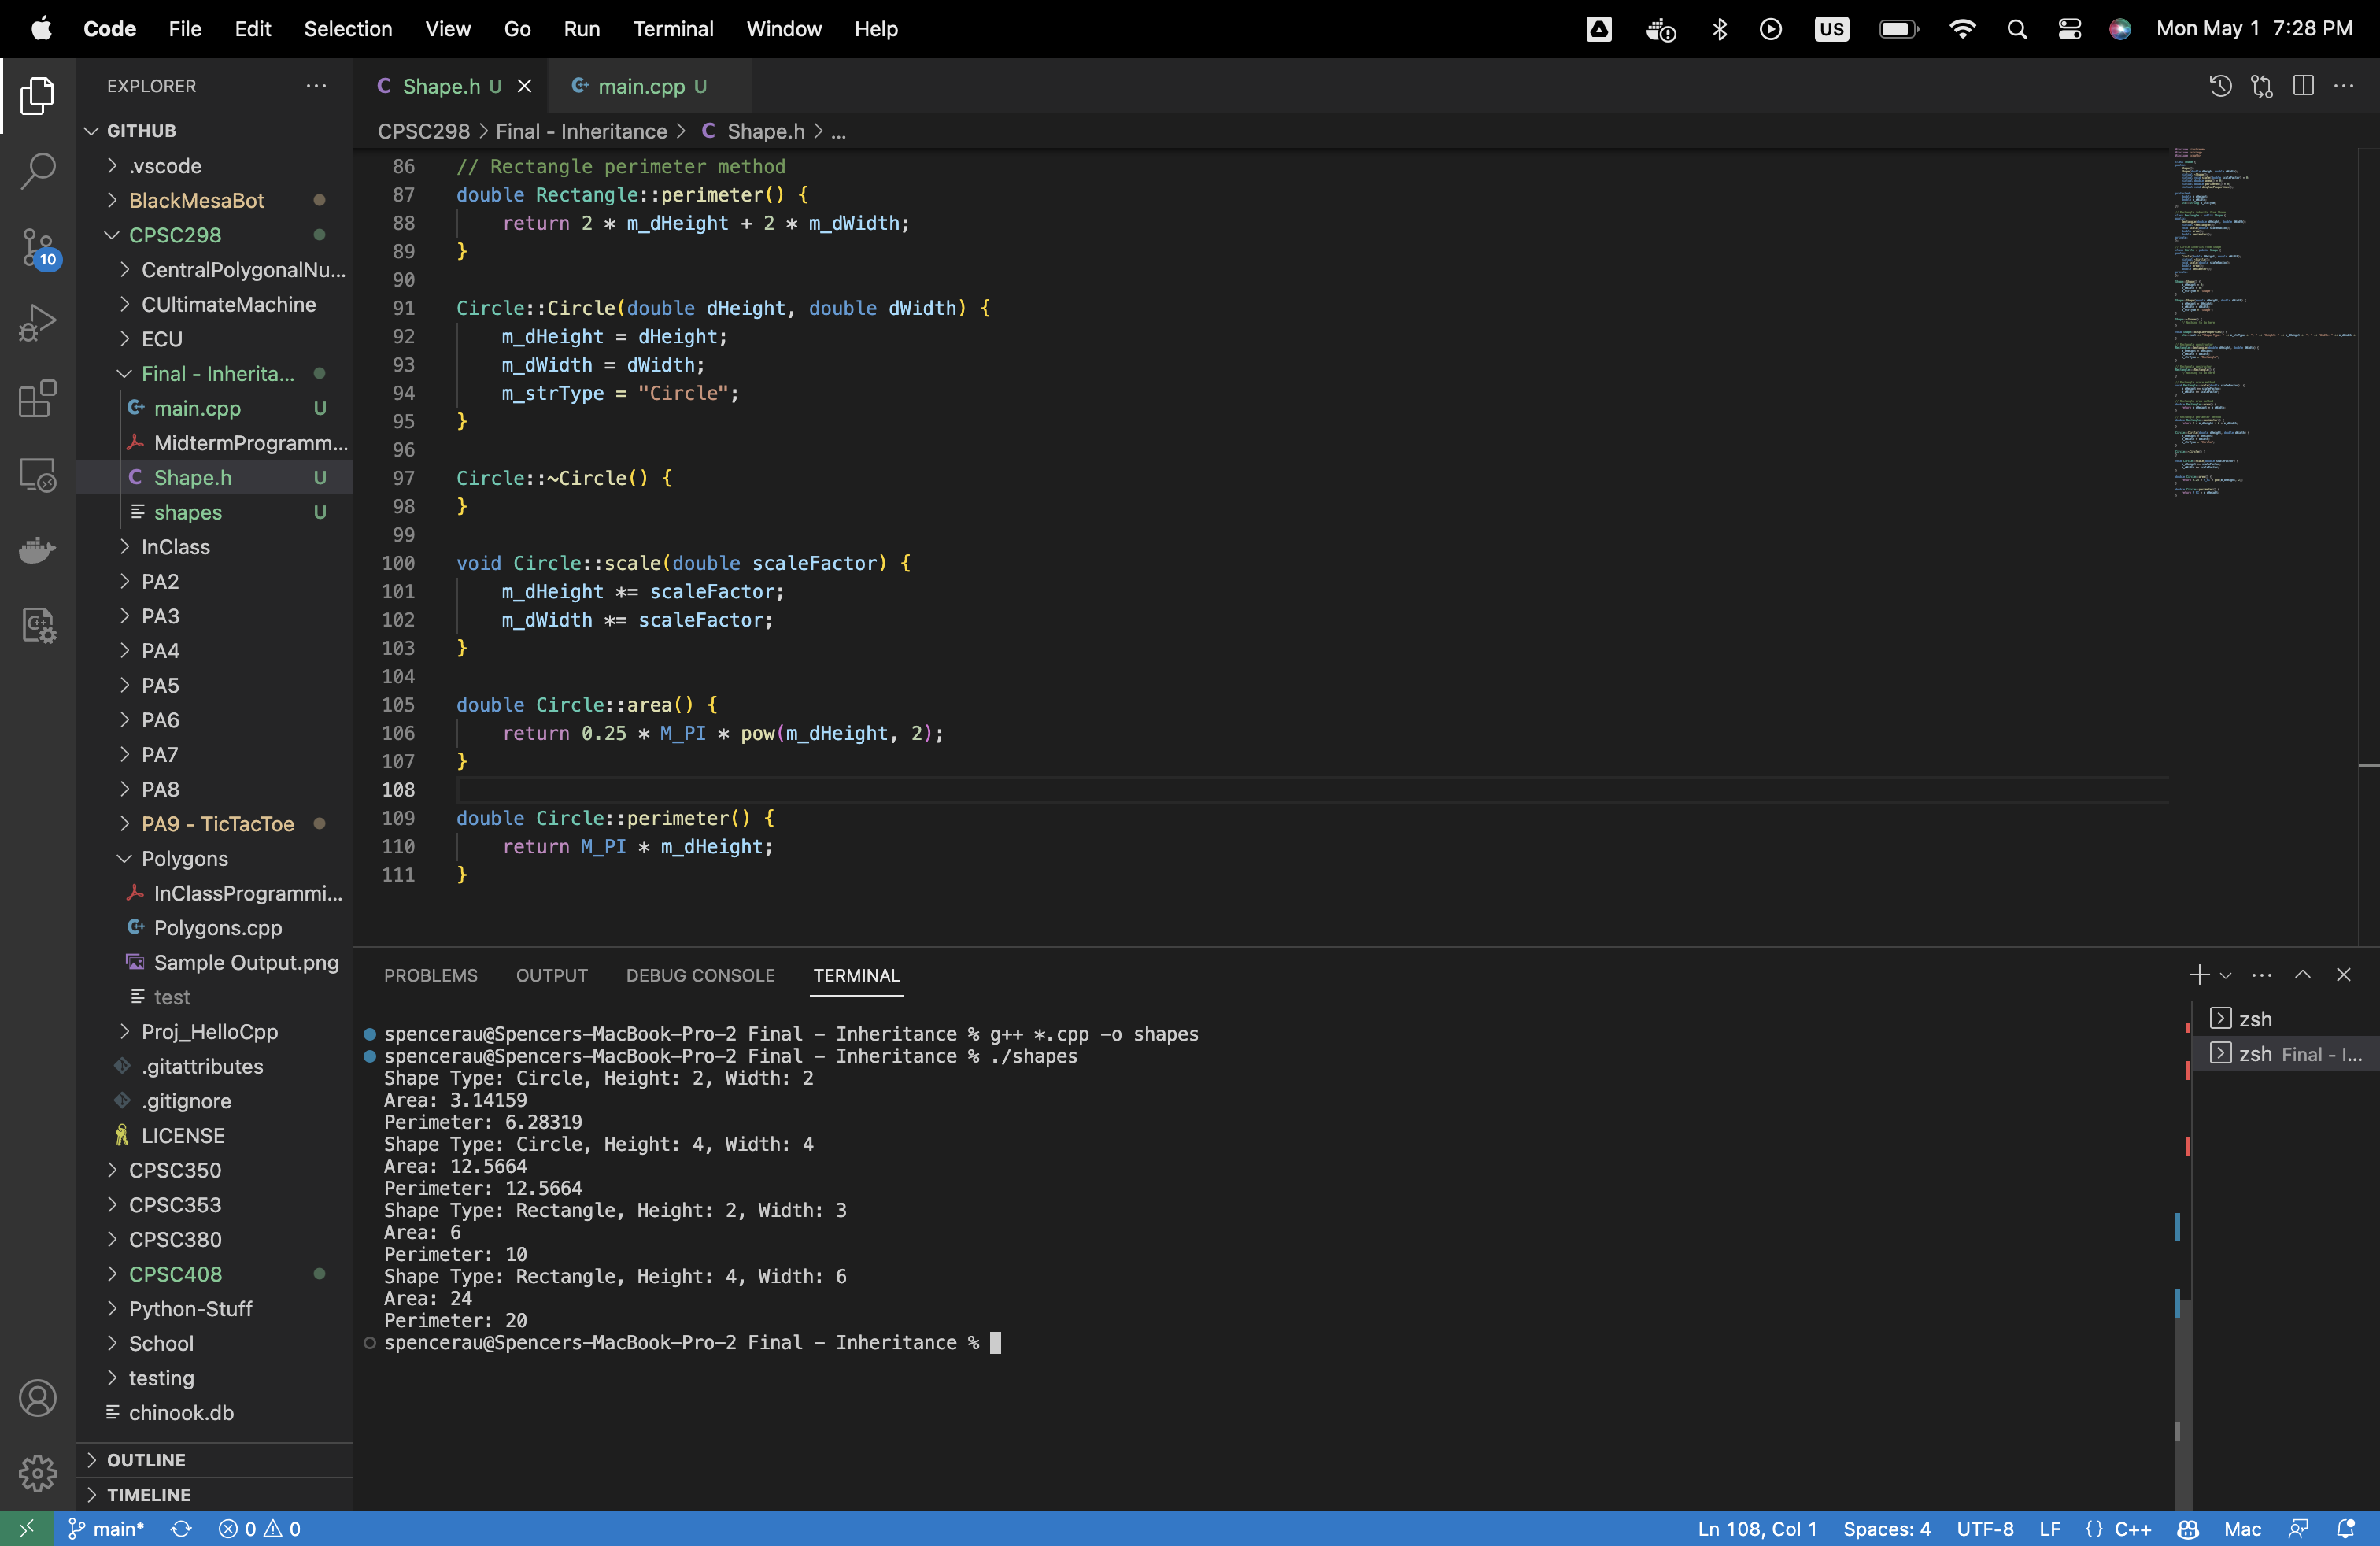 Code File Edit Selection View Go Run Terminal Window Help US Mon May 1 7:28 PM
EXPLORER
GITHUB
.vscode
BlackMesaBot
CPSC298
CentralPolygonalNu...
CUltimateMachine
ECU
Final - Inherita...
main.cpp U
MidtermProgramm...
Shape.h U
shapes U
InClass
PA2
PA3
PA4
PA5
PA6
PA7
PA8
PA9 - TicTacToe
Polygons
InClassProgrammi...
Polygons.cpp
Sample Output.png
test
Proj_HelloCpp
.gitattributes
.gitignore
LICENSE
CPSC350
CPSC353
CPSC380
CPSC408
Python-Stuff
School
testing
chinook.db
OUTLINE
TIMELINE
10
C Shape.h U main.cpp U
CPSC298 > Final - Inheritance > C Shape.h > ...
86 // Rectangle perimeter method
87 double Rectangle::perimeter() {
88 return 2 * m_dHeight + 2 * m_dWidth;
89 }
90
91 Circle::Circle(double dHeight, double dWidth) {
92 m_dHeight = dHeight;
93 m_dWidth = dWidth;
94 m_strType = "Circle";
95 }
96
97 Circle::~Circle() {
98 }
99
100 void Circle::scale(double scaleFactor) {
101 m_dHeight *= scaleFactor;
102 m_dWidth *= scaleFactor;
103 }
104
105 double Circle::area() {
106 return 0.25 * M_PI * pow(m_dHeight, 2);
107 }
108
109 double Circle::perimeter() {
110 return M_PI * m_dHeight;
111 }
PROBLEMS OUTPUT DEBUG CONSOLE TERMINAL
spencerau@Spencers-MacBook-Pro-2 Final - Inheritance % g++ *.cpp -o shapes
spencerau@Spencers-MacBook-Pro-2 Final - Inheritance % ./shapes
Shape Type: Circle, Height: 2, Width: 2
Area: 3.14159
Perimeter: 6.28319
Shape Type: Circle, Height: 4, Width: 4
Area: 12.5664
Perimeter: 12.5664
Shape Type: Rectangle, Height: 2, Width: 3
Area: 6
Perimeter: 10
Shape Type: Rectangle, Height: 4, Width: 6
Area: 24
Perimeter: 20
spencerau@Spencers-MacBook-Pro-2 Final - Inheritance %
zsh
zsh Final - I...
main* 0 0 Ln 108, Col 1 Spaces: 4 UTF-8 LF {} C++ Mac